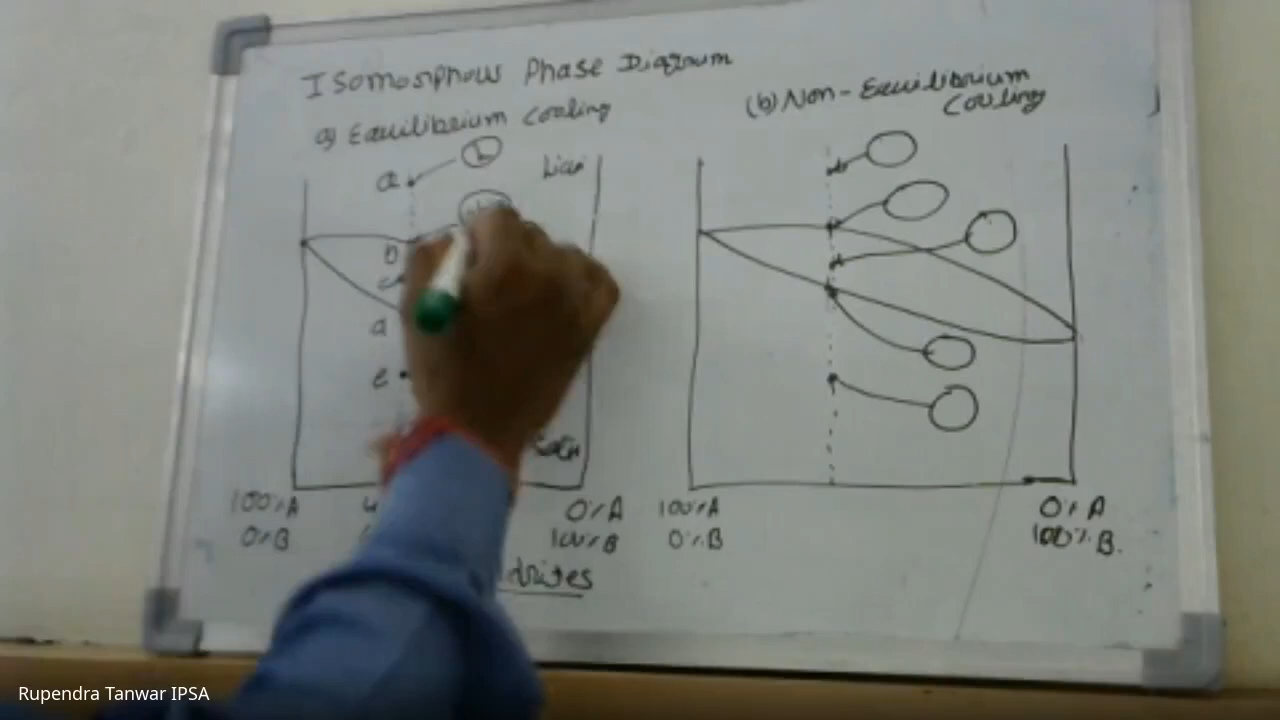 Isomorphous Phase Diagram
a) Equilibrium cooling
(b) Non-Equilibrium
Cooling
a
L
b
c
d
e
100%A
0%B
0%A
100%B
100%A
0%B
0%A
100%B.
Rupendra Tanwar IPSA